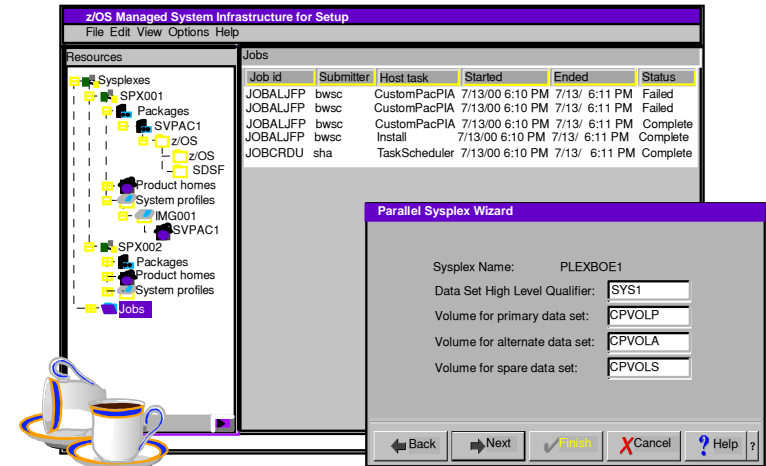 z/OS Managed System Infrastructure for Setup
File Edit View Options Help
Resources
Sysplexes
SPX001
Packages
SVPAC1
z/OS
z/OS
SDSF
Product homes
System profiles
IMG001
SVPAC1
SPX002
Packages
Product homes
System profiles
Jobs
Jobs
Job id Submitter Host task Started Ended Status
JOBALJFP bwsc CustomPacPIA 7/13/00 6:10 PM 7/13/ 6:11 PM Failed
JOBALJFP bwsc CustomPacPIA 7/13/00 6:10 PM 7/13/ 6:11 PM Failed
JOBALJFP bwsc CustomPacPIA 7/13/00 6:10 PM 7/13/ 6:11 PM Complete
JOBALJFP bwsc Install 7/13/00 6:10 PM 7/13/ 6:11 PM Complete
JOBCRDU sha TaskScheduler 7/13/00 6:10 PM 7/13/ 6:11 PM Complete
Parallel Sysplex Wizard
Sysplex Name: PLEXBOE1
Data Set High Level Qualifier: SYS1
Volume for primary data set: CPVOLP
Volume for alternate data set: CPVOLA
Volume for spare data set: CPVOLS
Back Next Finish Cancel ? Help ?